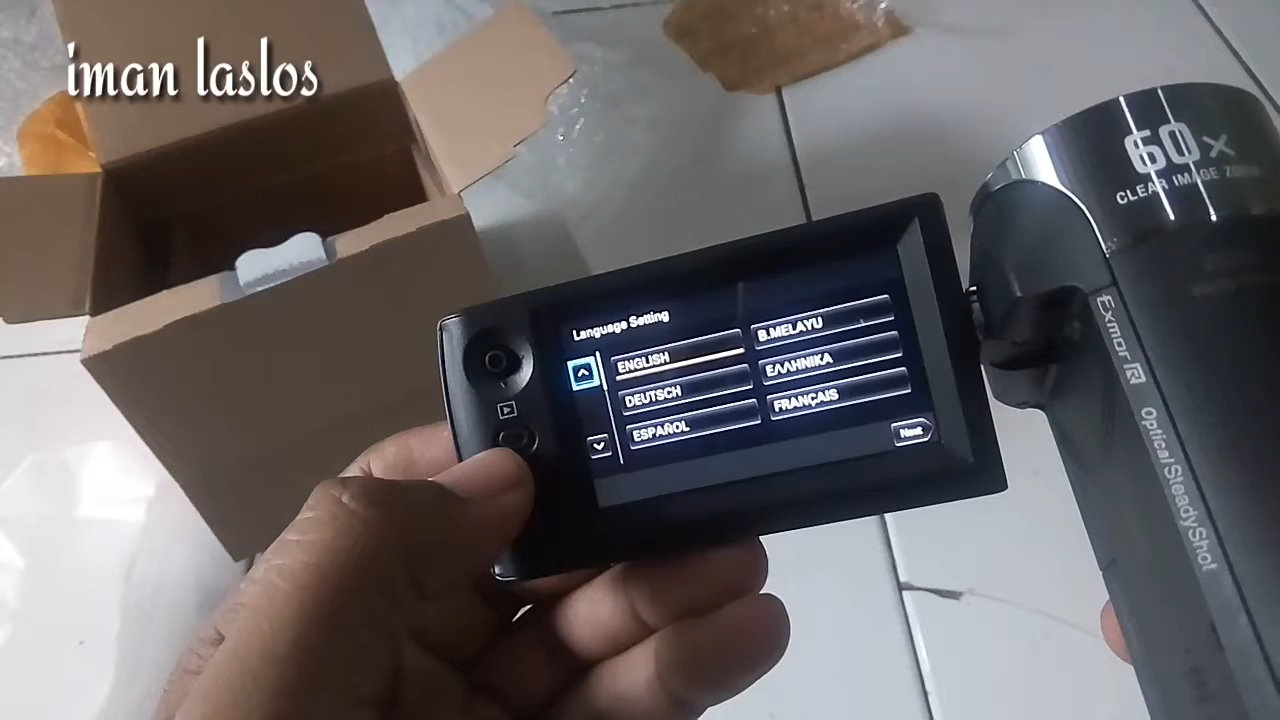 iman laslos
60x
CLEAR IMAGE ZOOM
Language Setting
ENGLISH
DEUTSCH
ESPAÑOL
B.MELAYU
ΕΛΛΗΝΙΚΑ
FRANÇAIS
Next
Exmor R
Optical SteadyShot